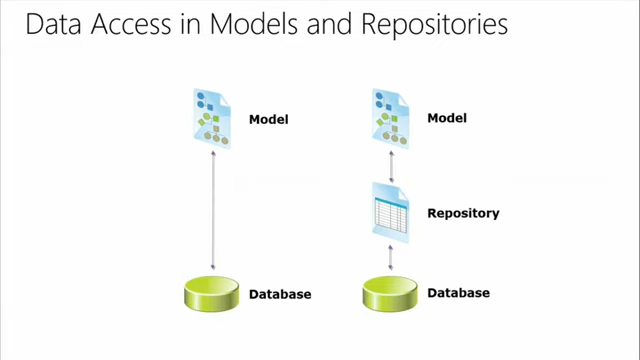 Data Access in Models and Repositories
Model
Model
Repository
Database
Database